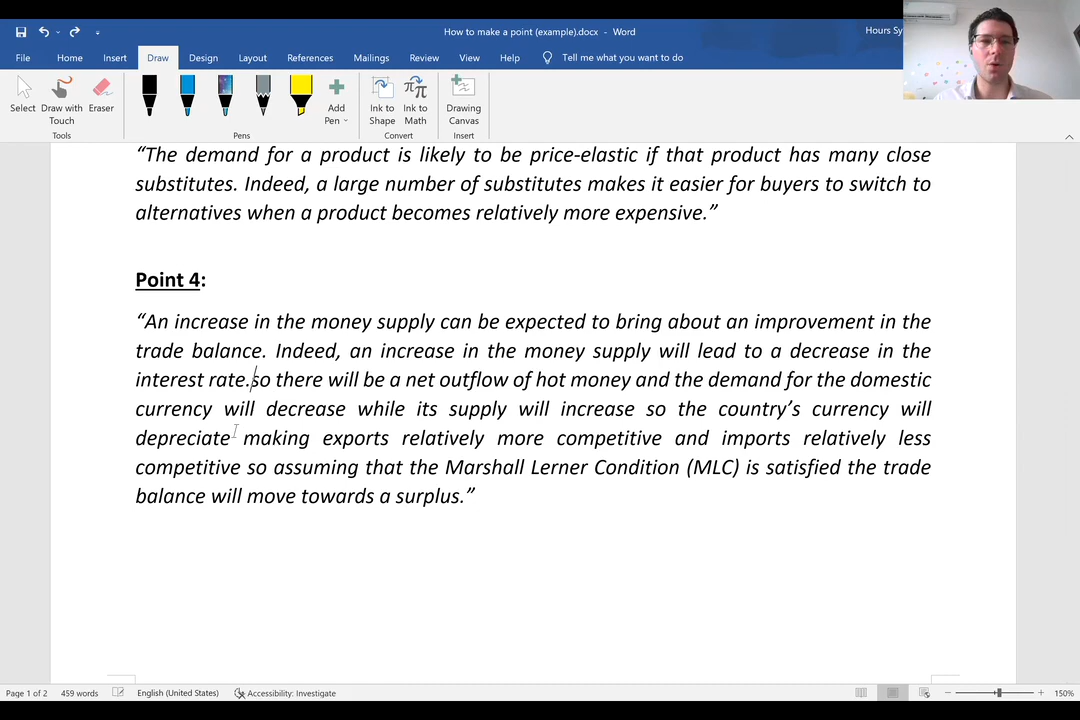 How to make a point (example).docx - Word
Hours Sy
File Home Insert Draw Design Layout References Mailings Review View Help Tell me what you want to do
Select Draw with Touch Eraser Add Pen Ink to Shape Ink to Math Drawing Canvas
Tools Pens Convert Insert
“The demand for a product is likely to be price-elastic if that product has many close
substitutes. Indeed, a large number of substitutes makes it easier for buyers to switch to
alternatives when a product becomes relatively more expensive.”
Point 4:
“An increase in the money supply can be expected to bring about an improvement in the
trade balance. Indeed, an increase in the money supply will lead to a decrease in the
interest rate.so there will be a net outflow of hot money and the demand for the domestic
currency will decrease while its supply will increase so the country’s currency will
depreciate making exports relatively more competitive and imports relatively less
competitive so assuming that the Marshall Lerner Condition (MLC) is satisfied the trade
balance will move towards a surplus.”
Page 1 of 2 459 words English (United States) Accessibility: Investigate 150%